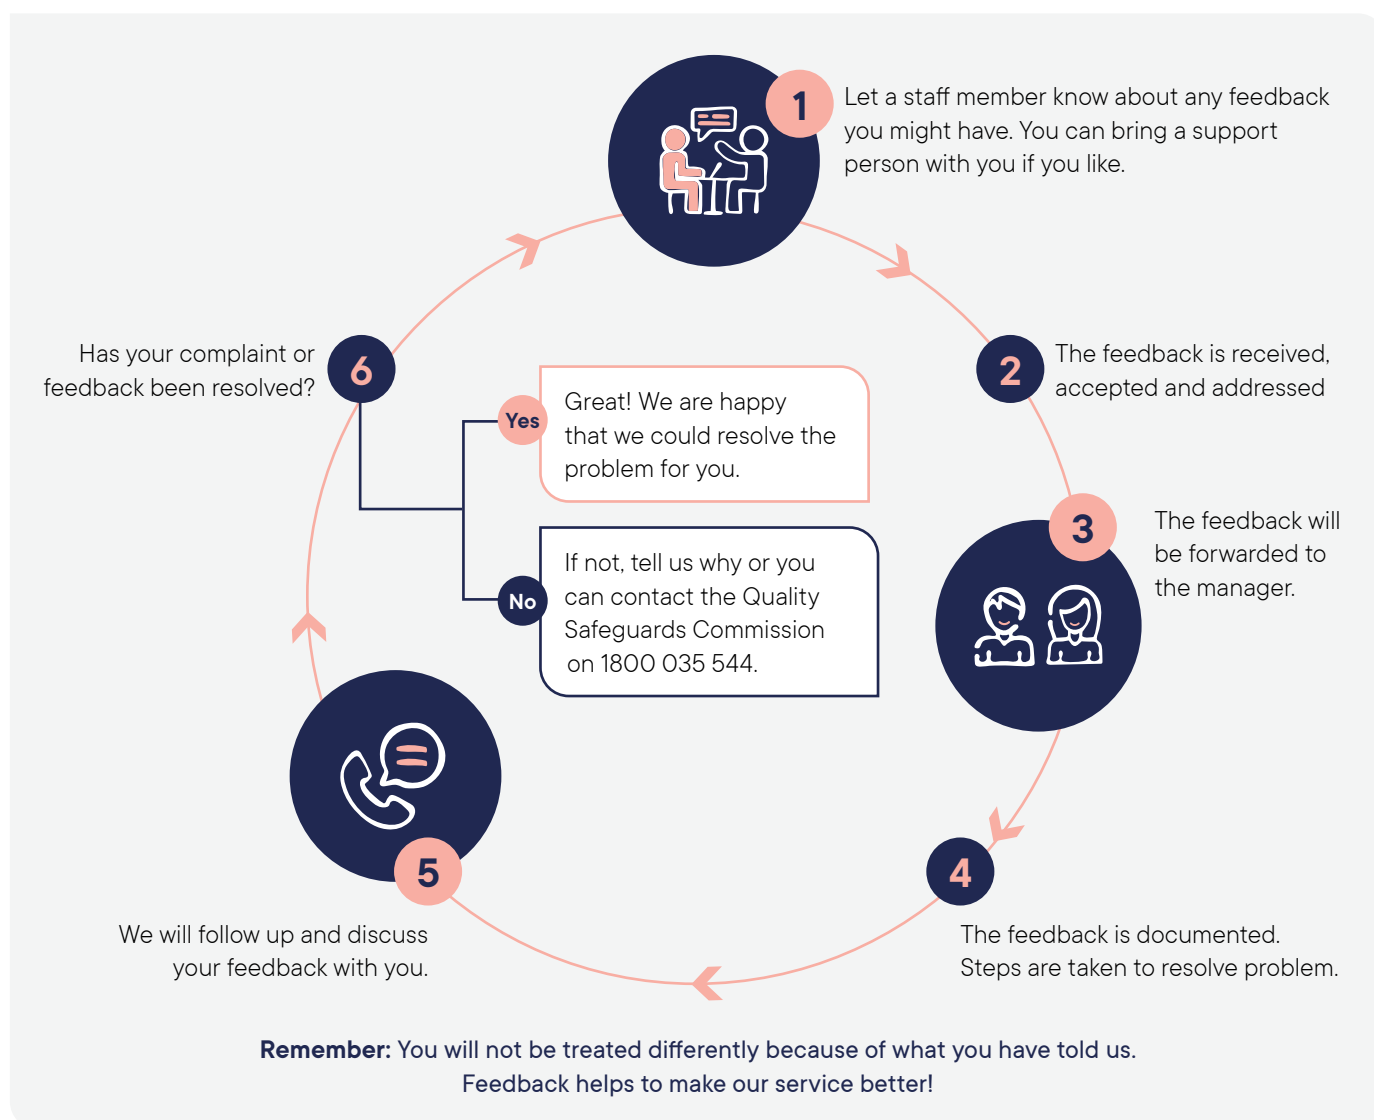 1
Let a staff member know about any feedback
you might have. You can bring a support
person with you if you like.
2
The feedback is received,
accepted and addressed
3
The feedback will
be forwarded to
the manager.
4
The feedback is documented.
Steps are taken to resolve problem.
5
We will follow up and discuss
your feedback with you.
6
Has your complaint or
feedback been resolved?
Yes
Great! We are happy
that we could resolve the
problem for you.
No
If not, tell us why or you
can contact the Quality
Safeguards Commission
on 1800 035 544.
Remember: You will not be treated differently because of what you have told us.
Feedback helps to make our service better!